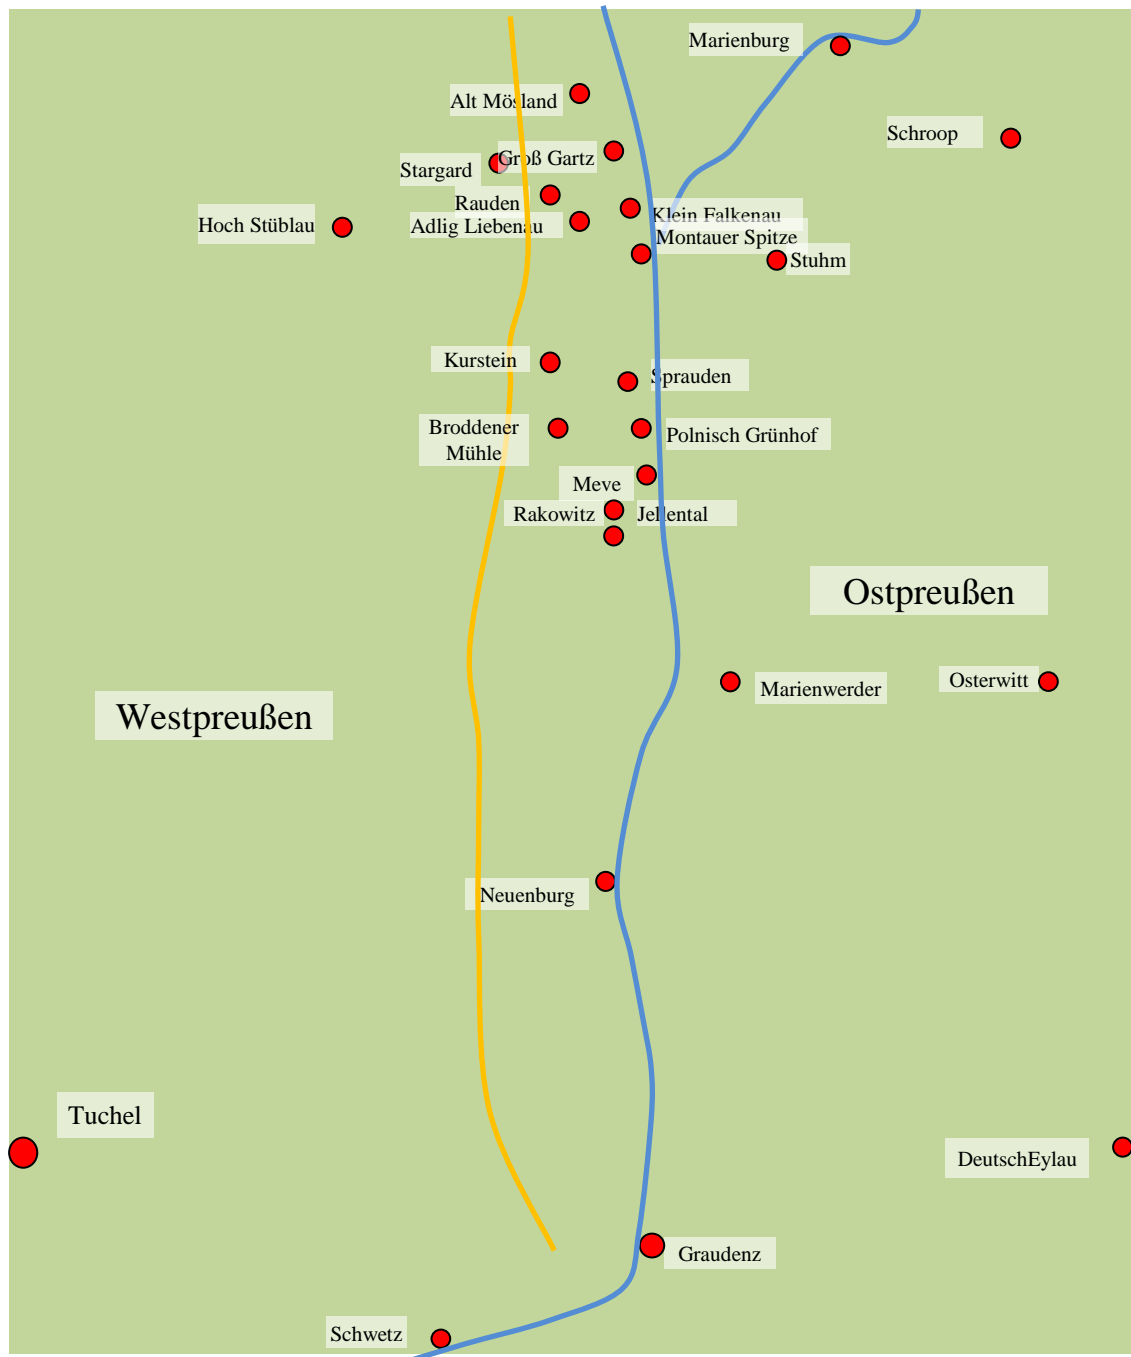 Marienburg
Alt Mösland
Schroop
Groß Gartz
Stargard
Rauden
Klein Falkenau
Hoch Stüblau
Adlig Liebenau
Montauer Spitze
Stuhm
Kurstein
Sprauden
Broddener
Mühle
Polnisch Grünhof
Meve
Rakowitz
Jellental
Ostpreußen
Marienwerder
Osterwitt
Westpreußen
Neuenburg
Tuchel
DeutschEylau
Graudenz
Schwetz